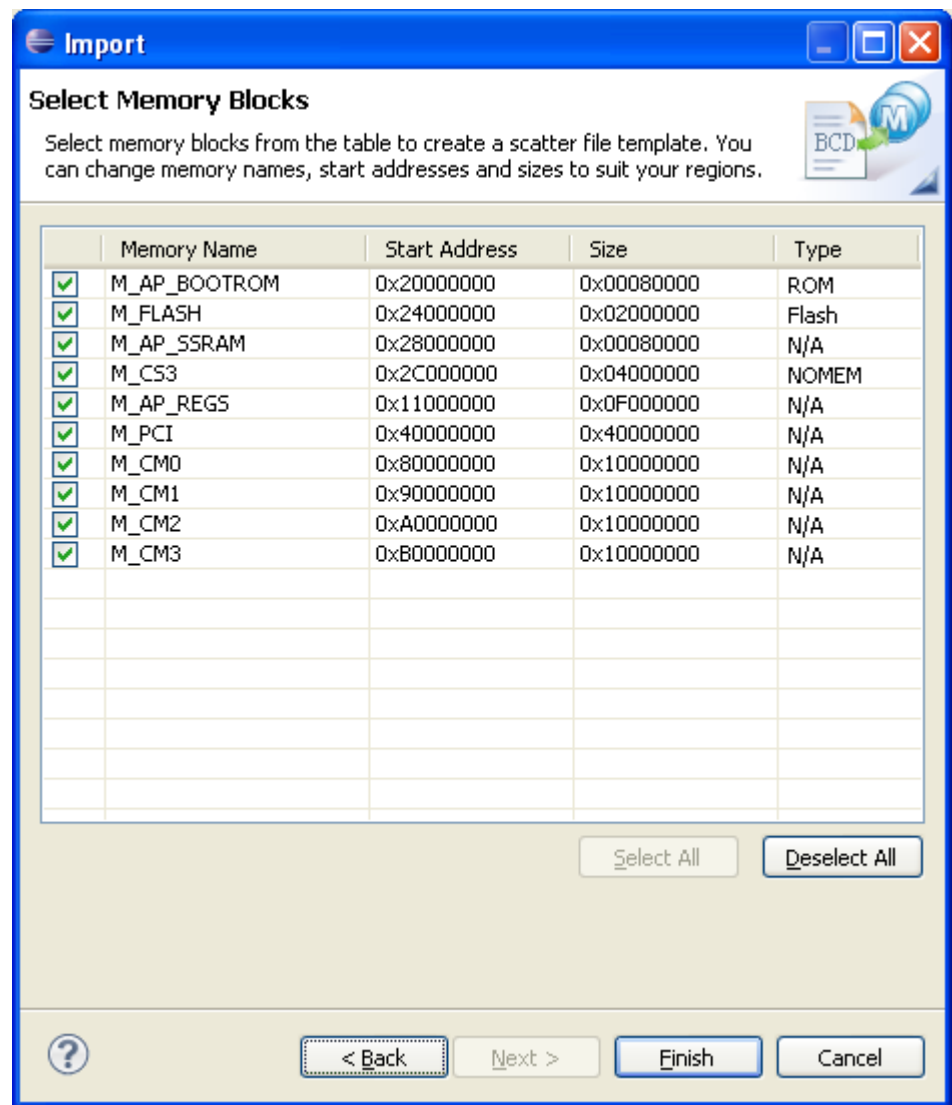 Import
Select Memory Blocks
Select memory blocks from the table to create a scatter file template. You
can change memory names, start addresses and sizes to suit your regions.
BCD M
Memory Name Start Address Size Type
M_AP_BOOTROM 0x20000000 0x00080000 ROM
M_FLASH 0x24000000 0x02000000 Flash
M_AP_SSRAM 0x28000000 0x00080000 N/A
M_CS3 0x2C000000 0x04000000 NOMEM
M_AP_REGS 0x11000000 0x0F000000 N/A
M_PCI 0x40000000 0x40000000 N/A
M_CM0 0x80000000 0x10000000 N/A
M_CM1 0x90000000 0x10000000 N/A
M_CM2 0xA0000000 0x10000000 N/A
M_CM3 0xB0000000 0x10000000 N/A
Select All Deselect All
? < Back Next > Finish Cancel